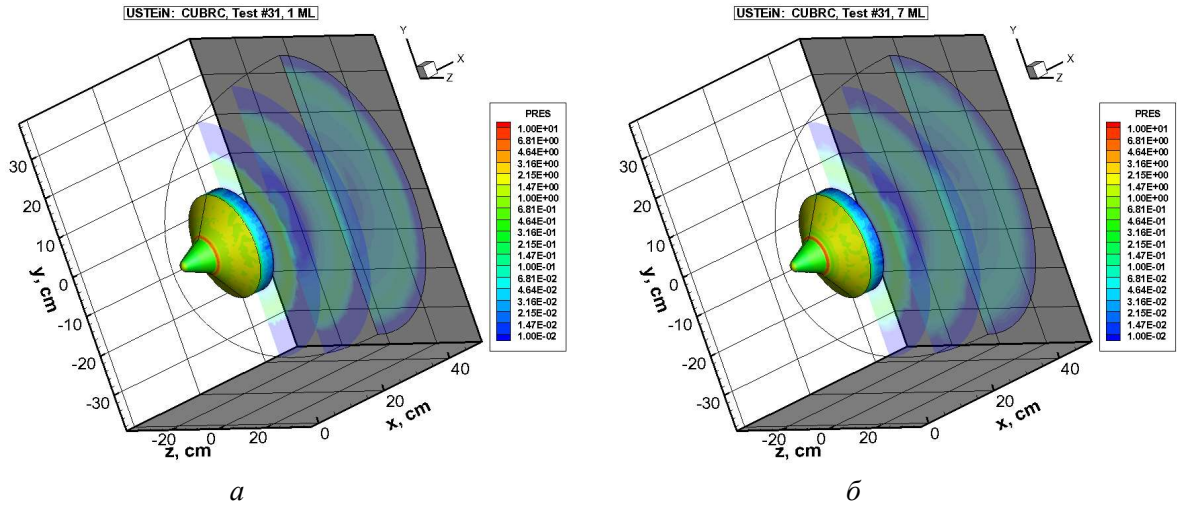 USTEiN: CUBRC, Test #31, 1 ML
Y
X
Z
PRES
1.00E+01
6.81E+00
4.64E+00
3.16E+00
2.15E+00
1.47E+00
1.00E+00
6.81E-01
4.64E-01
3.16E-01
2.15E-01
1.47E-01
1.00E-01
6.81E-02
4.64E-02
3.16E-02
2.15E-02
1.47E-02
1.00E-02
30
20
10
0
-10
-20
-30
y, cm
-20
0
20
z, cm
0
20
40
x, cm
а
USTEiN: CUBRC, Test #31, 7 ML
Y
X
Z
PRES
1.00E+01
6.81E+00
4.64E+00
3.16E+00
2.15E+00
1.47E+00
1.00E+00
6.81E-01
4.64E-01
3.16E-01
2.15E-01
1.47E-01
1.00E-01
6.81E-02
4.64E-02
3.16E-02
2.15E-02
1.47E-02
1.00E-02
30
20
10
0
-10
-20
-30
y, cm
-20
0
20
z, cm
0
20
40
x, cm
б